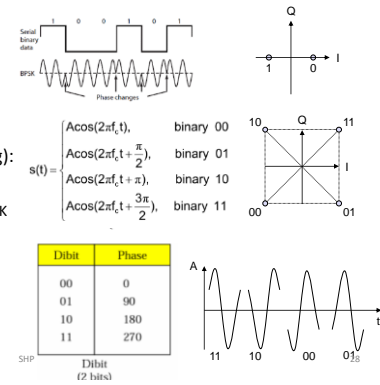 Q
1 0 0 1 0 1
Serial
binary
data
I
1 0
BPSK
Phase changes
g):
s(t)=
Acos(2πf_ct), binary 00
Acos(2πf_ct+π/2), binary 01
Acos(2πf_ct+π), binary 10
Acos(2πf_ct+3π/2), binary 11
10 Q 11
I
00 01
K
Dibit Phase
00 0
01 90
10 180
11 270
Dibit
(2 bits)
A
t
11 10 00 01
SHP
28